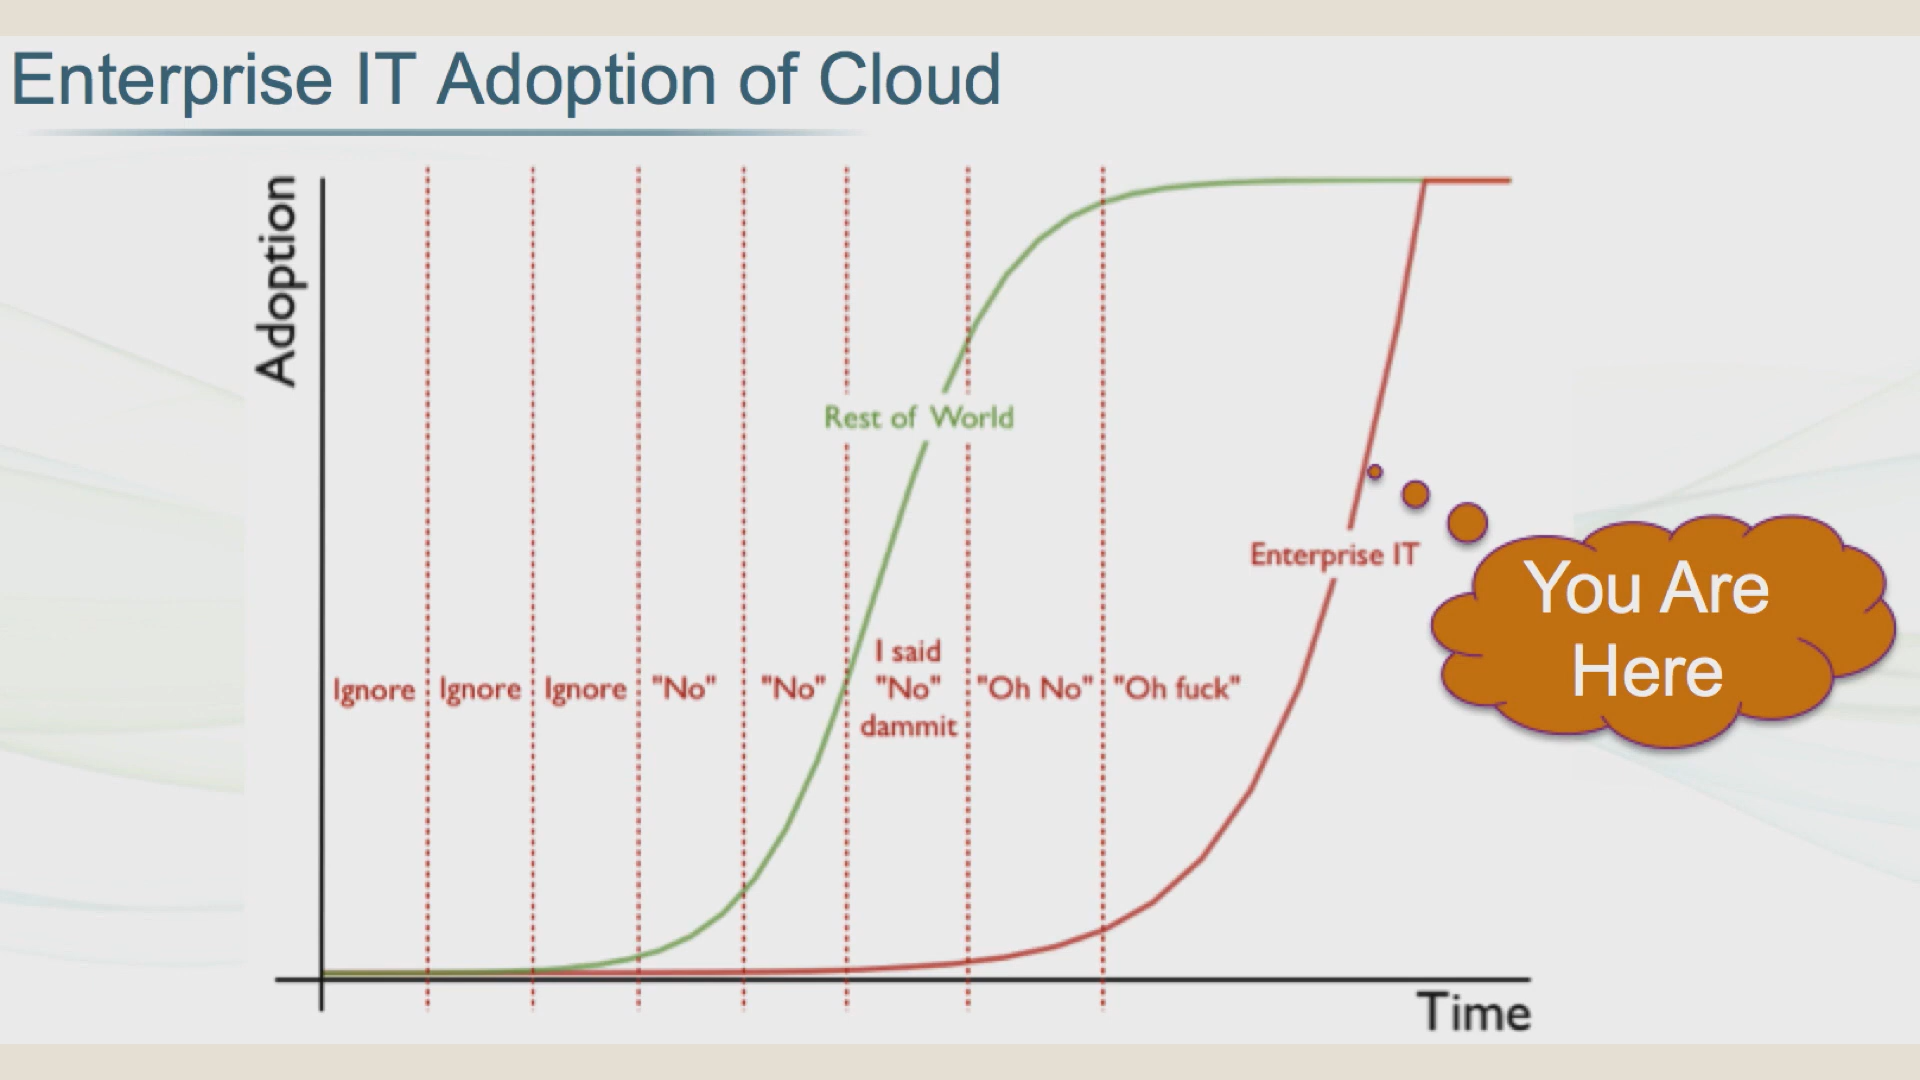 Enterprise IT Adoption of Cloud
Adoption
Rest of World
Enterprise IT
You Are
Here
Ignore
Ignore
Ignore
"No"
"No"
I said
"No"
dammit
"Oh No"
"Oh fuck"
Time